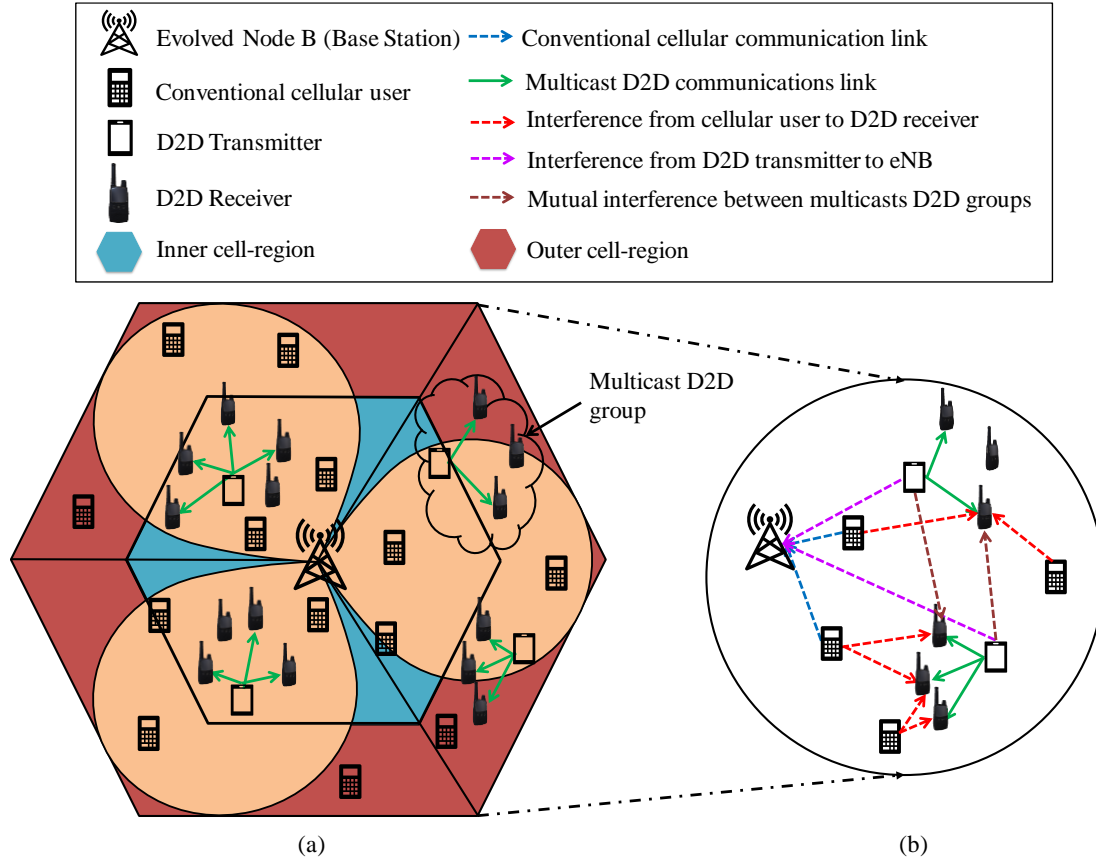 Evolved Node B (Base Station)
Conventional cellular communication link
Conventional cellular user
Multicast D2D communications link
D2D Transmitter
Interference from cellular user to D2D receiver
Interference from D2D transmitter to eNB
D2D Receiver
Mutual interference between multicasts D2D groups
Inner cell-region
Outer cell-region
Multicast D2D
group
(a)
(b)